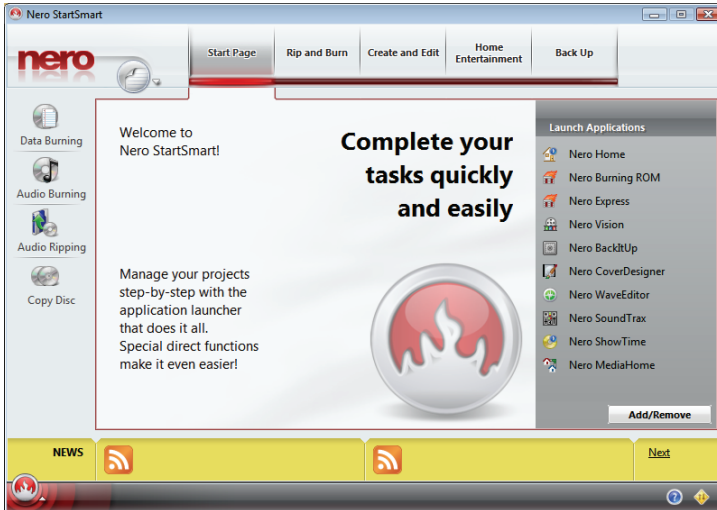 Nero StartSmart
nero
Start Page
Rip and Burn
Create and Edit
Home
Entertainment
Back Up
Data Burning
Audio Burning
Audio Ripping
Copy Disc
Welcome to
Nero StartSmart!
Complete your
tasks quickly
and easily
Manage your projects
step-by-step with the
application launcher
that does it all.
Special direct functions
make it even easier!
Launch Applications
Nero Home
Nero Burning ROM
Nero Express
Nero Vision
Nero BackItUp
Nero CoverDesigner
Nero WaveEditor
Nero SoundTrax
Nero ShowTime
Nero MediaHome
Add/Remove
NEWS
Next